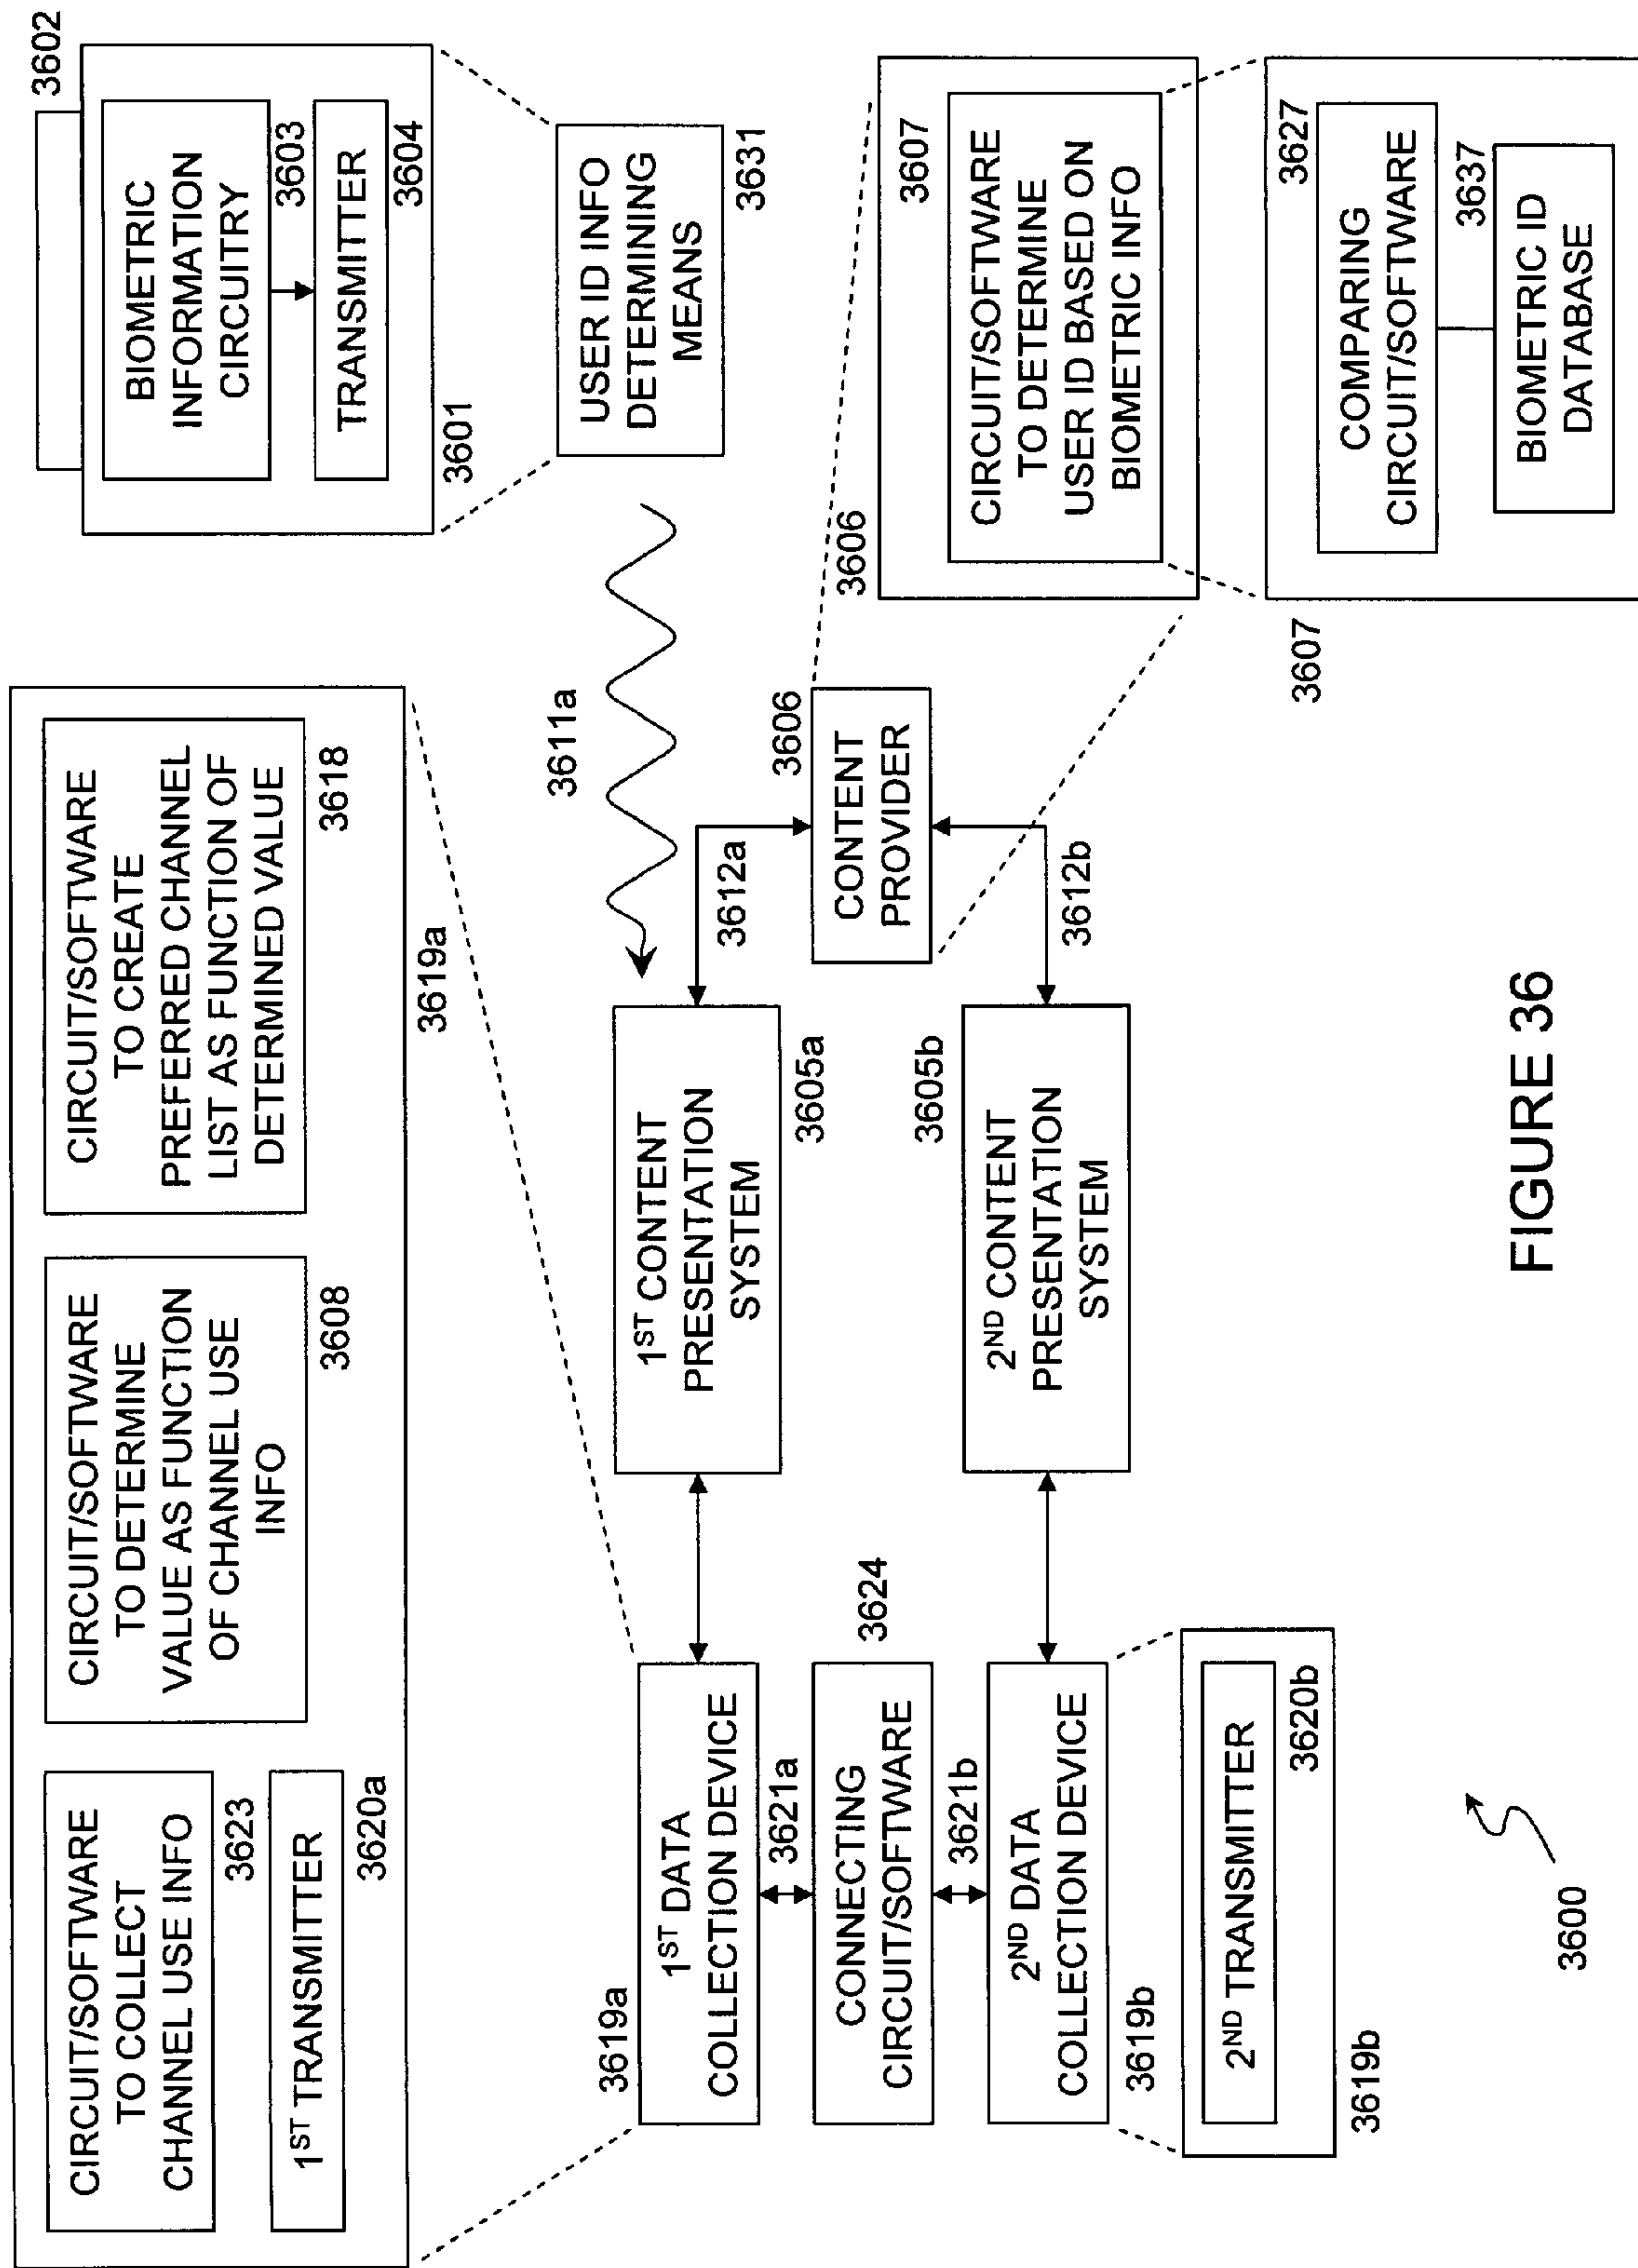 CIRCUIT/SOFTWARE
TO COLLECT
CHANNEL USE INFO
3623
1ST TRANSMITTER
3620a
CIRCUIT/SOFTWARE
TO DETERMINE
VALUE AS FUNCTION
OF CHANNEL USE
INFO
3608
CIRCUIT/SOFTWARE
TO CREATE
PREFERRED CHANNEL
LIST AS FUNCTION OF
DETERMINED VALUE
3618
3619a
3602
BIOMETRIC
INFORMATION
CIRCUITRY
3603
TRANSMITTER
3604
3601
USER ID INFO
DETERMINING
MEANS
3631
3611a
3619a
1ST DATA
COLLECTION DEVICE
3621a
CONNECTING
CIRCUIT/SOFTWARE
3624
3621b
2ND DATA
COLLECTION DEVICE
3619b
2ND TRANSMITTER
3620b
3619b
1ST CONTENT
PRESENTATION
SYSTEM
3605a
3612a
2ND CONTENT
PRESENTATION
SYSTEM
3605b
3612b
3606
CONTENT
PROVIDER
3606
3607
CIRCUIT/SOFTWARE
TO DETERMINE
USER ID BASED ON
BIOMETRIC INFO
3607
3627
COMPARING
CIRCUIT/SOFTWARE
3637
BIOMETRIC ID
DATABASE
3600
FIGURE 36